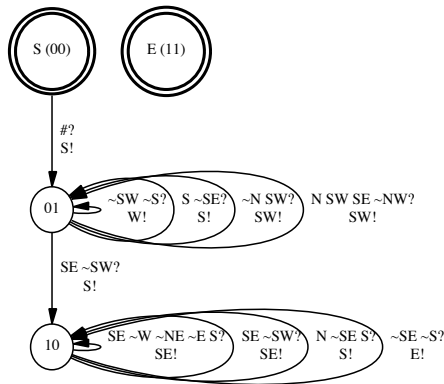 S (00)
E (11)
#?
S!
01
~SW ~S?
W!
S ~SE?
S!
~N SW?
SW!
N SW SE ~NW?
SW!
SE ~SW?
S!
10
SE ~W ~NE ~E S?
SE!
SE ~SW?
SE!
N ~SE S?
S!
~SE ~S?
E!